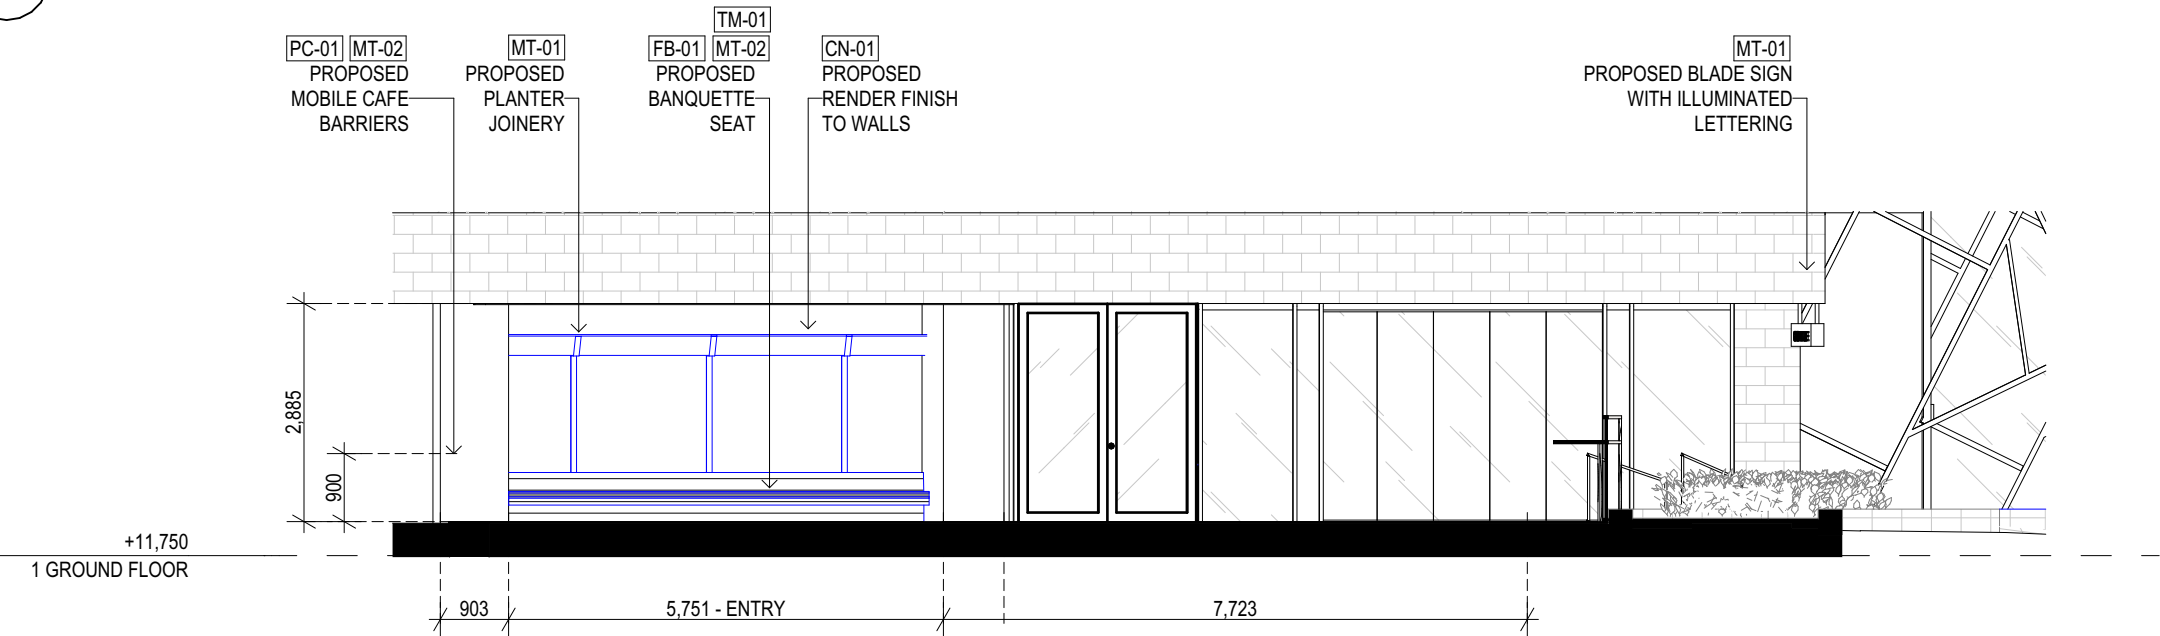 TM-01
PC-01 MT-02
PROPOSED
MOBILE CAFE
BARRIERS
MT-01
PROPOSED
PLANTER
JOINERY
FB-01 MT-02
PROPOSED
BANQUETTE
SEAT
CN-01
PROPOSED
RENDER FINISH
TO WALLS
MT-01
PROPOSED BLADE SIGN
WITH ILLUMINATED
LETTERING
2,885
900
+11,750
1 GROUND FLOOR
903
5,751 - ENTRY
7,723